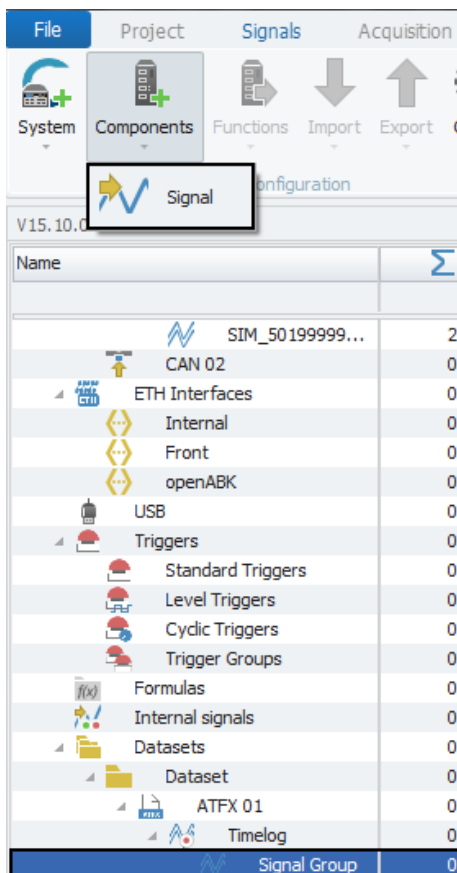 File Project Signals Acquisition
System Components Functions Import Export
Signal
V15.10.0
Name Σ
SIM_50199999... 2
CAN 02 0
ETH Interfaces 0
Internal 0
Front 0
openABK 0
USB 0
Triggers 0
Standard Triggers 0
Level Triggers 0
Cyclic Triggers 0
Trigger Groups 0
f(x) Formulas 0
Internal signals 0
Datasets 0
Dataset 0
ATFX 01 0
Timelog 0
Signal Group 0